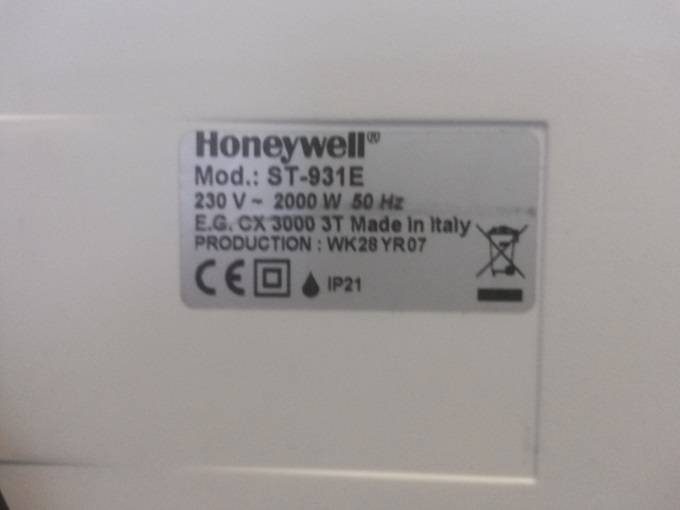 Honeywell®
Mod.: ST-931E
230 V ~ 2000 W 50 Hz
E.G. CX 3000 3T Made in Italy
PRODUCTION : WK28 YR07
CE IP21